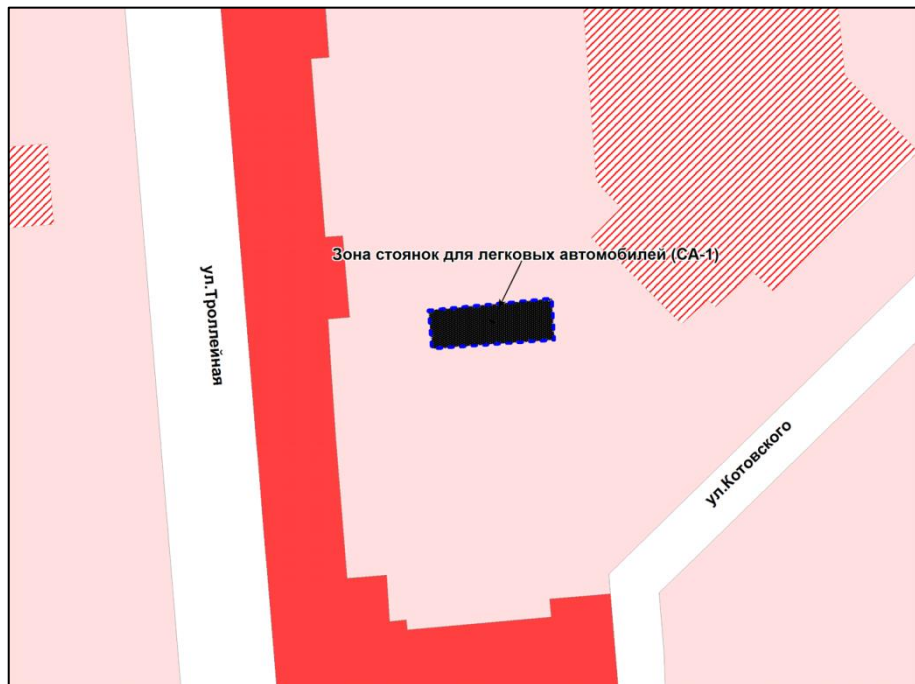 Зона стоянок для легковых автомобилей (СА-1)
ул.Троллейная
ул.Котовского